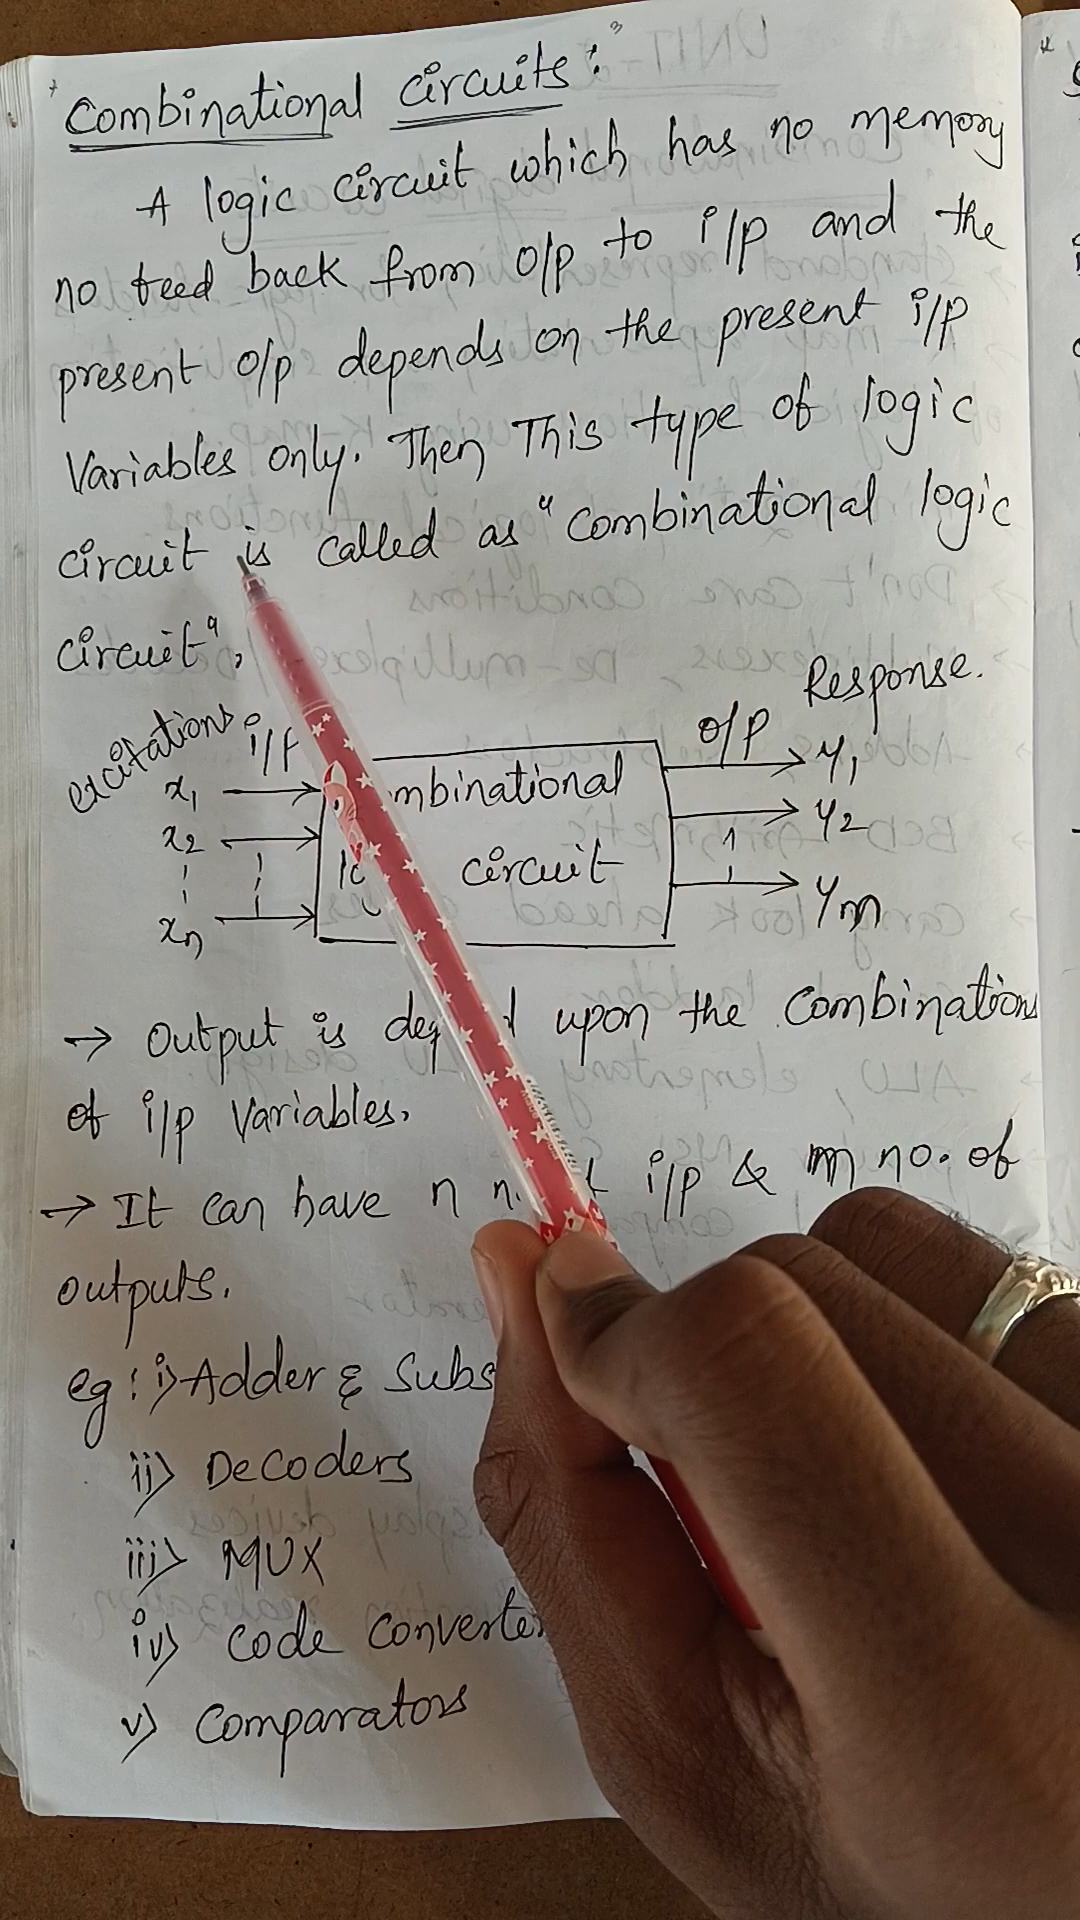 Combinational Circuits:
A logic circuit which has no memory
no feed back from o/p to i/p and the
present o/p depends on the present i/p
Variables only. Then This type of logic
circuit is called as "Combinational logic
circuit",
excitations i/p o/p Response.
x1 y1
x2 mbinational y2
circuit
xn ym
→ Output is upon the Combinations
of i/p Variables.
→ It can have n i/p & m no. of
outputs.
eg: i) Adder & Subs
ii) Decoders
iii) MUX
iv) Code Converte
v) Comparators